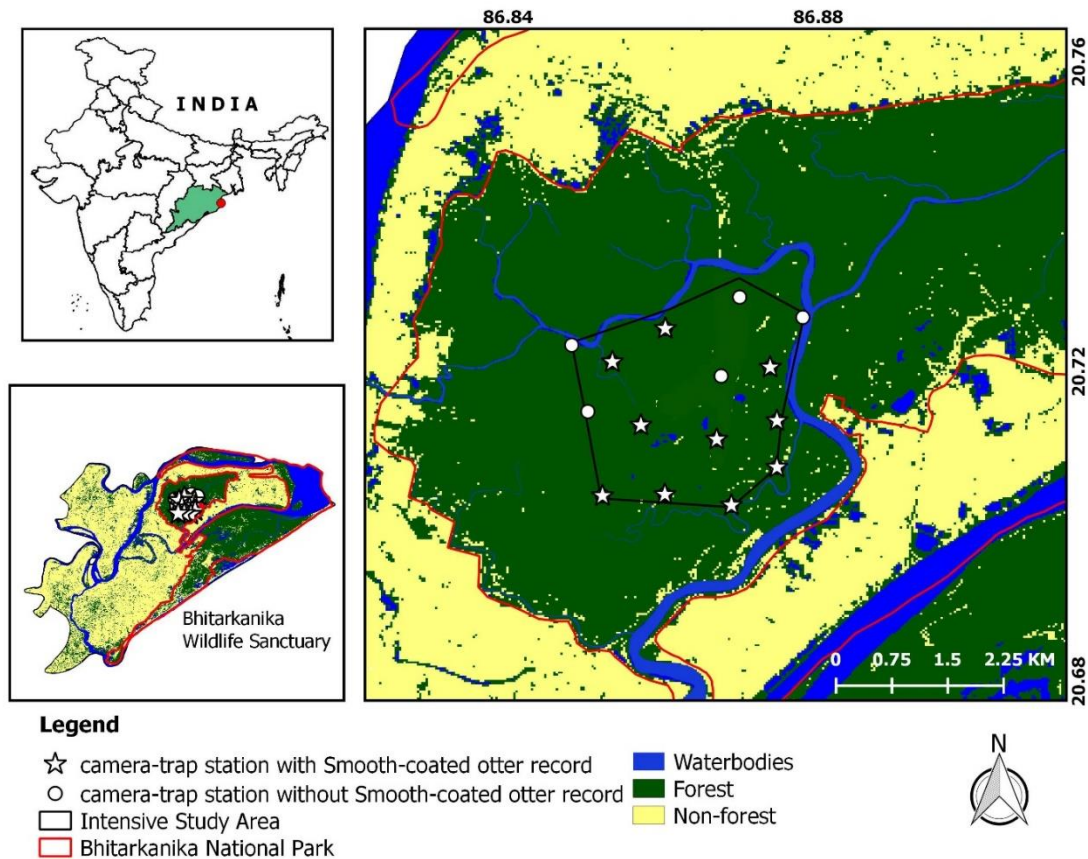 86.84
86.88
INDIA
20.76
20.72
20.68
Bhitarkanika
Wildlife Sanctuary
0 0.75 1.5 2.25 KM
Legend
camera-trap station with Smooth-coated otter record
camera-trap station without Smooth-coated otter record
Intensive Study Area
Bhitarkanika National Park
Waterbodies
Forest
Non-forest
N